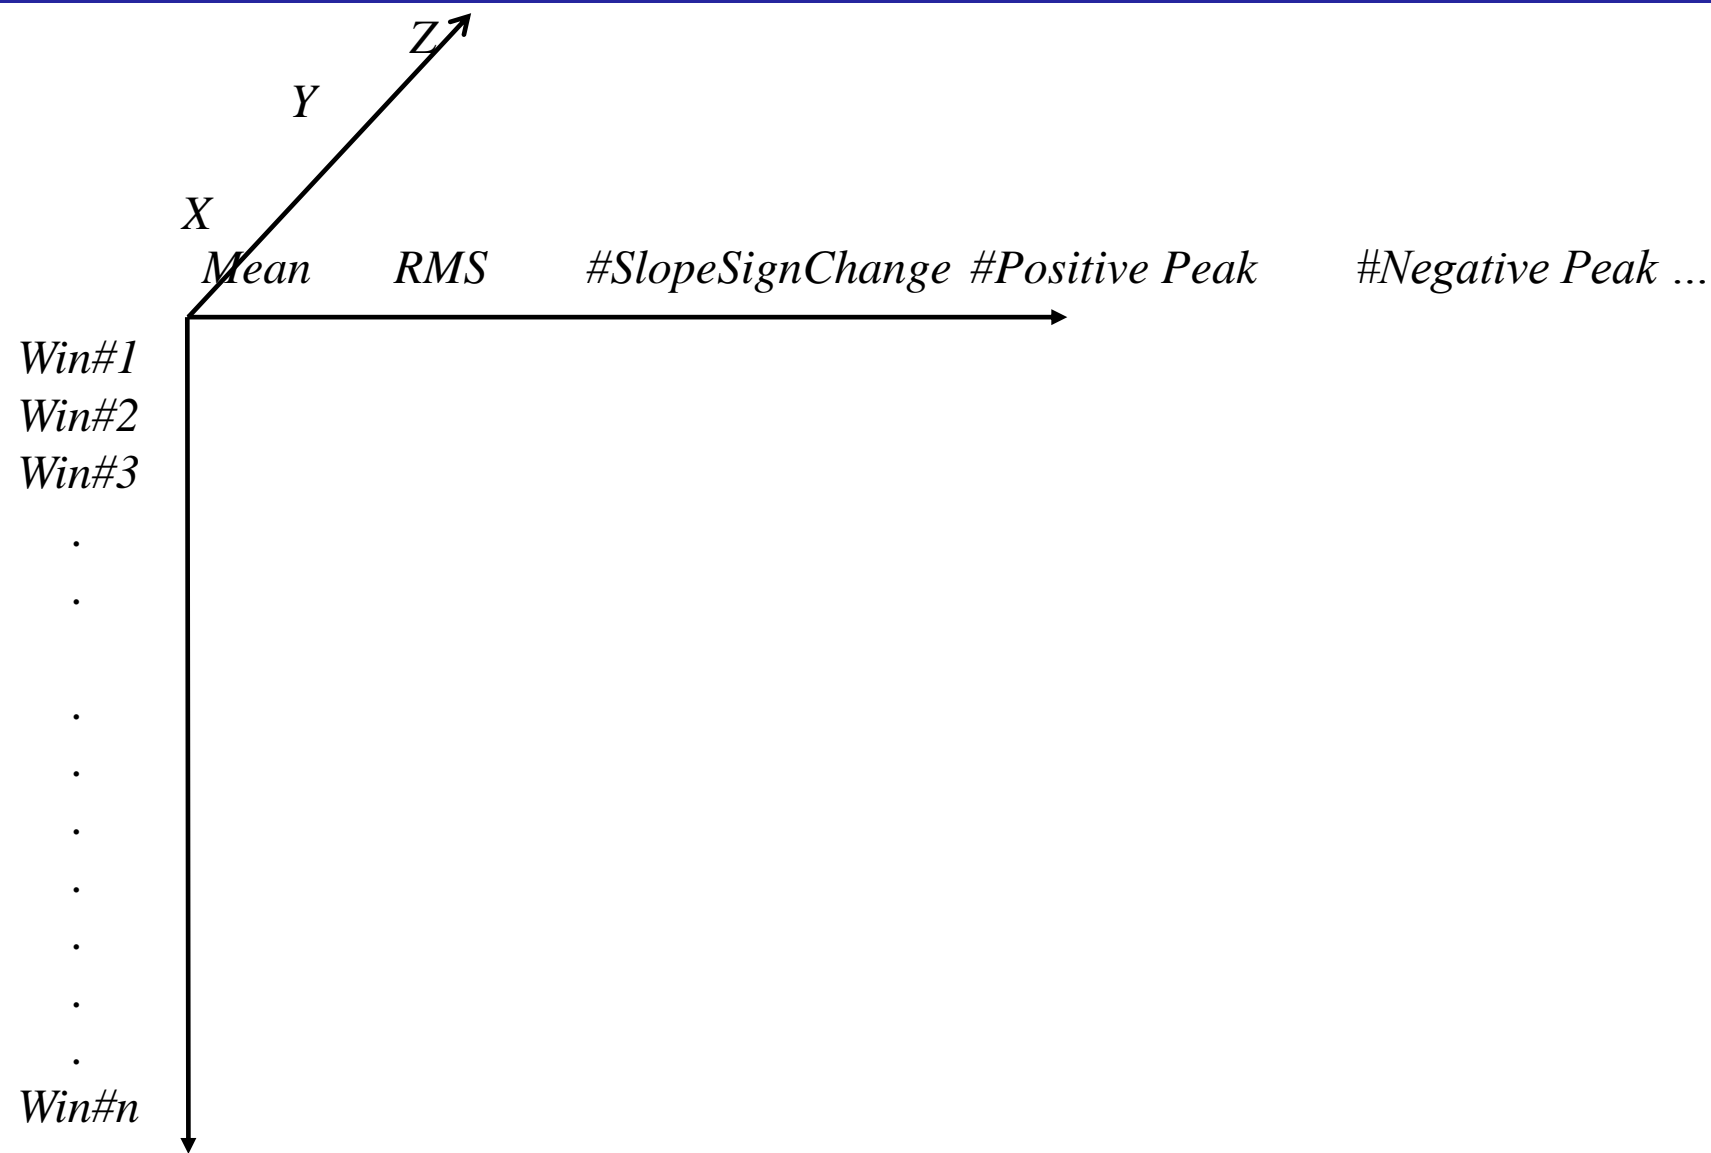 Z
Y
X
Mean RMS #SlopeSignChange #Positive Peak #Negative Peak ...
Win#1
Win#2
Win#3
.
.
.
.
.
.
.
.
.
Win#n